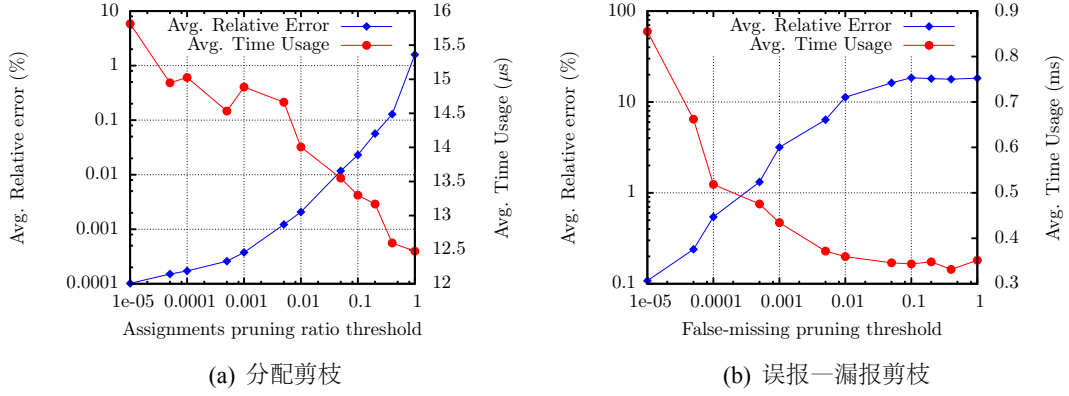 Avg. Relative error (%)
10
1
0.1
0.01
0.001
0.0001
Avg. Relative Error
Avg. Time Usage
16
15.5
15
14.5
14
13.5
13
12.5
12
Avg. Time Usage (μs)
1e-05 0.0001 0.001 0.01 0.1 1
Assignments pruning ratio threshold
(a) 分配剪枝
Avg. Relative error (%)
100
10
1
0.1
Avg. Relative Error
Avg. Time Usage
0.9
0.8
0.7
0.6
0.5
0.4
0.3
Avg. Time Usage (ms)
1e-05 0.0001 0.001 0.01 0.1 1
False-missing pruning threshold
(b) 误报—漏报剪枝